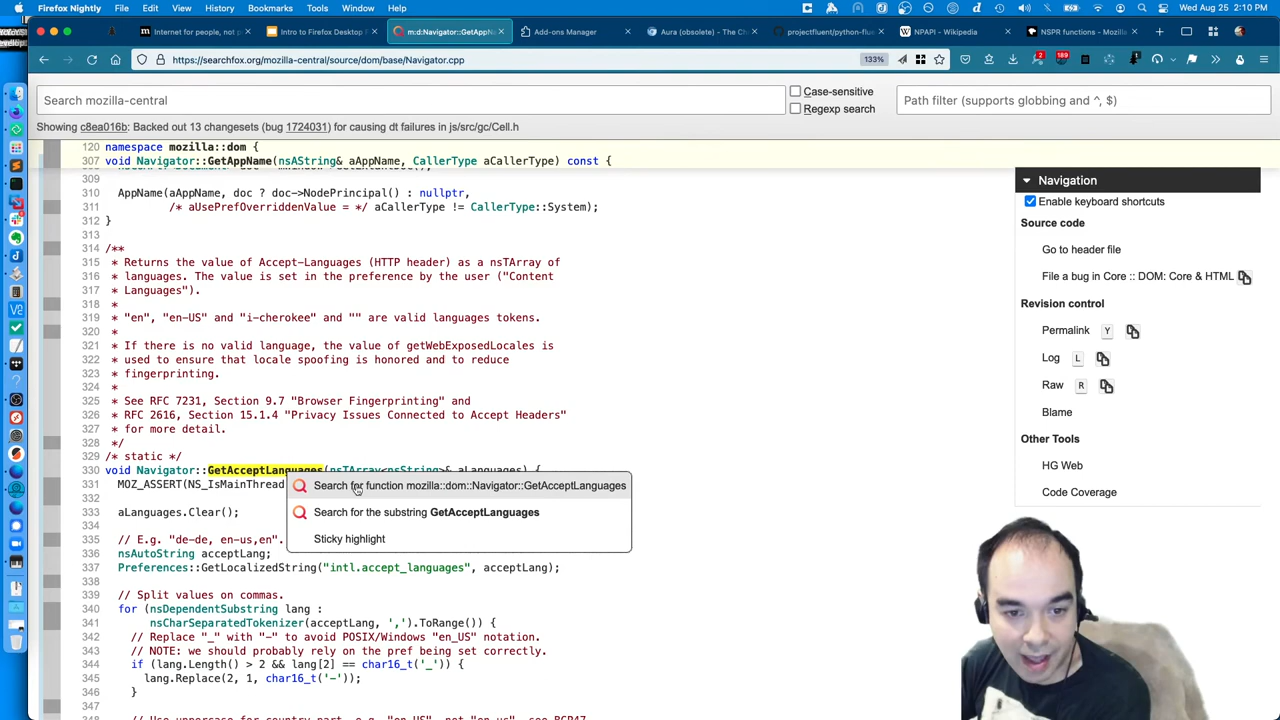 Firefox Nightly File Edit View History Bookmarks Tools Window Help
Wed Aug 25 2:10 PM
Internet for people, not p
Intro to Firefox Desktop F
m:d:Navigator::GetAppNa
Add-ons Manager
Aura (obsolete) - The Ch
projectfluent/python-flue
NPAPI - Wikipedia
NSPR functions - Mozilla
https://searchfox.org/mozilla-central/source/dom/base/Navigator.cpp
133%
189
Search mozilla-central
Case-sensitive
Regexp search
Path filter (supports globbing and ^, $)
Showing c8ea016b: Backed out 13 changesets (bug 1724031) for causing dt failures in js/src/gc/Cell.h
120 namespace mozilla::dom {
307 void Navigator::GetAppName(nsAString& aAppName, CallerType aCallerType) const {
309
310 AppName(aAppName, doc ? doc->NodePrincipal() : nullptr,
311 /* aUsePrefOverriddenValue = */ aCallerType != CallerType::System);
312 }
313
314 /**
315 * Returns the value of Accept-Languages (HTTP header) as a nsTArray of
316 * languages. The value is set in the preference by the user ("Content
317 * Languages").
318 *
319 * "en", "en-US" and "i-cherokee" and "" are valid languages tokens.
320 *
321 * If there is no valid language, the value of getWebExposedLocales is
322 * used to ensure that locale spoofing is honored and to reduce
323 * fingerprinting.
324 *
325 * See RFC 7231, Section 9.7 "Browser Fingerprinting" and
326 * RFC 2616, Section 15.1.4 "Privacy Issues Connected to Accept Headers"
327 * for more detail.
328 */
329 /* static */
330 void Navigator::GetAcceptLanguages(nsTArray<nsString>& aLanguages) {
331 MOZ_ASSERT(NS_IsMainThread
332
333 aLanguages.Clear();
334
335 // E.g. "de-de, en-us,en".
336 nsAutoString acceptLang;
337 Preferences::GetLocalizedString("intl.accept_languages", acceptLang);
338
339 // Split values on commas.
340 for (nsDependentSubstring lang :
341 nsCharSeparatedTokenizer(acceptLang, ',').ToRange()) {
342 // Replace "_" with "-" to avoid POSIX/Windows "en_US" notation.
343 // NOTE: we should probably rely on the pref being set correctly.
344 if (lang.Length() > 2 && lang[2] == char16_t('_')) {
345 lang.Replace(2, 1, char16_t('-'));
346 }
347
Search for function mozilla::dom::Navigator::GetAcceptLanguages
Search for the substring GetAcceptLanguages
Sticky highlight
Navigation
Enable keyboard shortcuts
Source code
Go to header file
File a bug in Core :: DOM: Core & HTML
Revision control
Permalink Y
Log L
Raw R
Blame
Other Tools
HG Web
Code Coverage